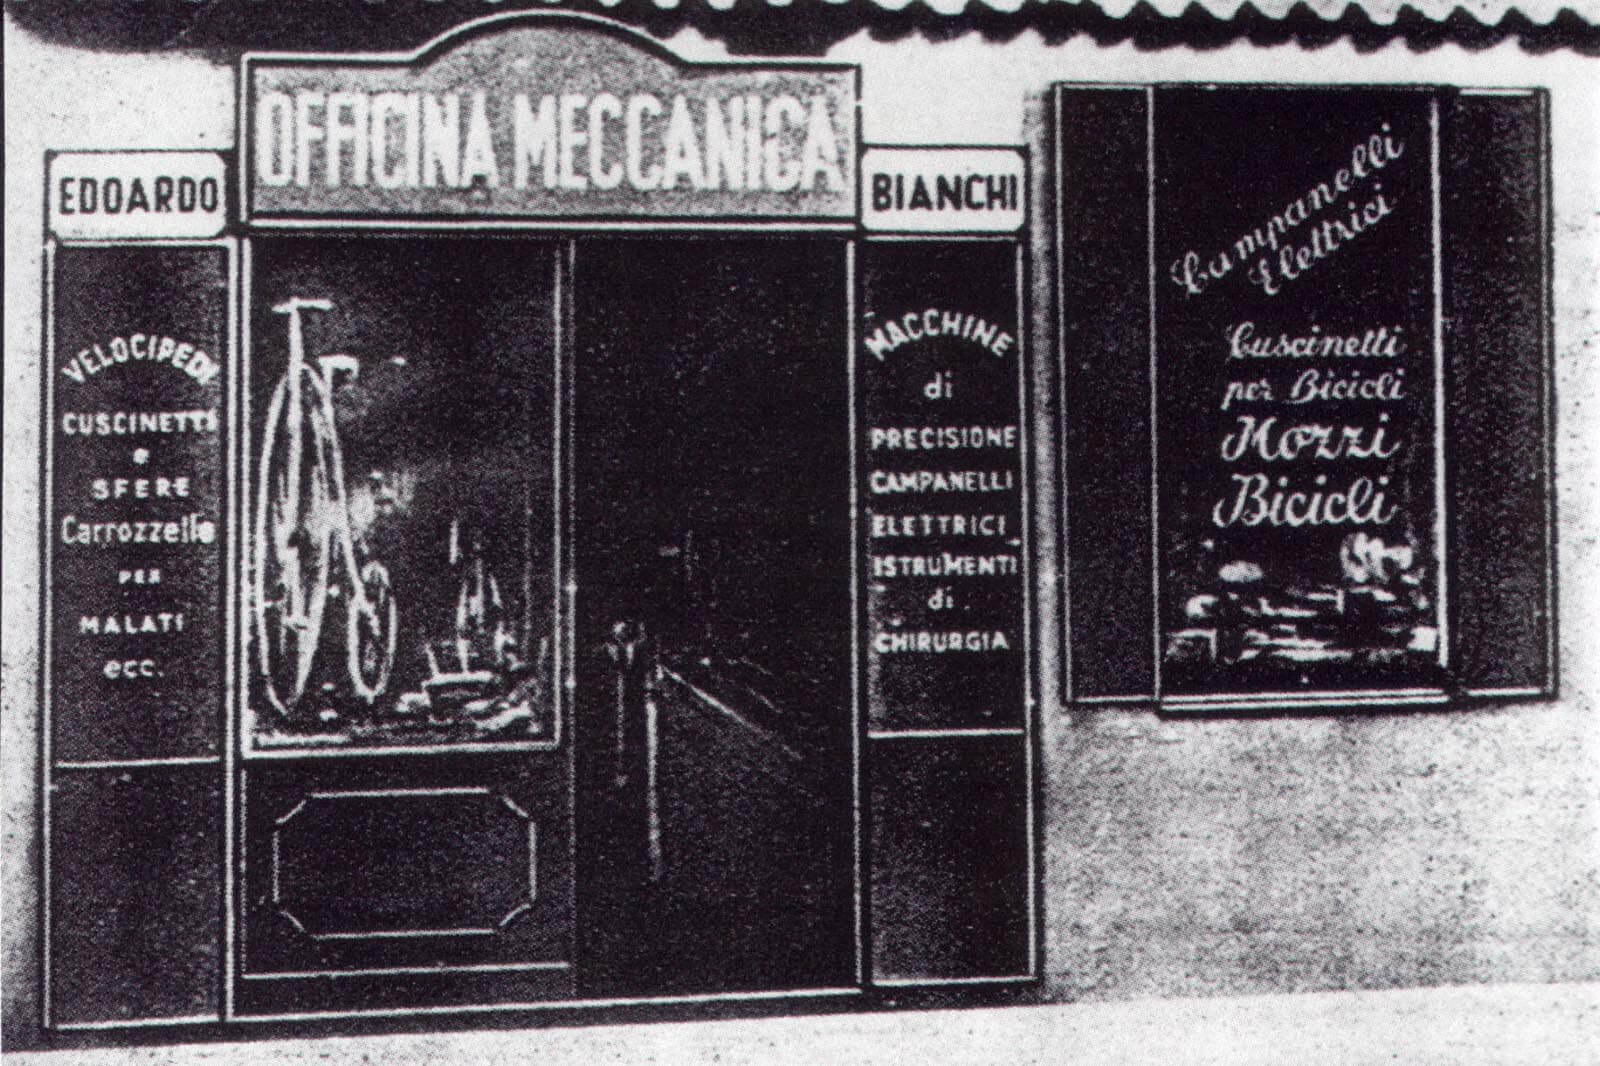 OFFICINA MECCANICA
EDOARDO
BIANCHI
VELOCIPEDI
CUSCINETTI
e
SFERE
Carrozzelle
PER
MALATI
ecc.
MACCHINE
di
PRECISIONE
CAMPANELLI
ELETTRICI
ISTRUMENTI
di
CHIRURGIA
Campanelli
Elettrici
Cuscinetti
per Bicicli
Mozzi
Bicicli